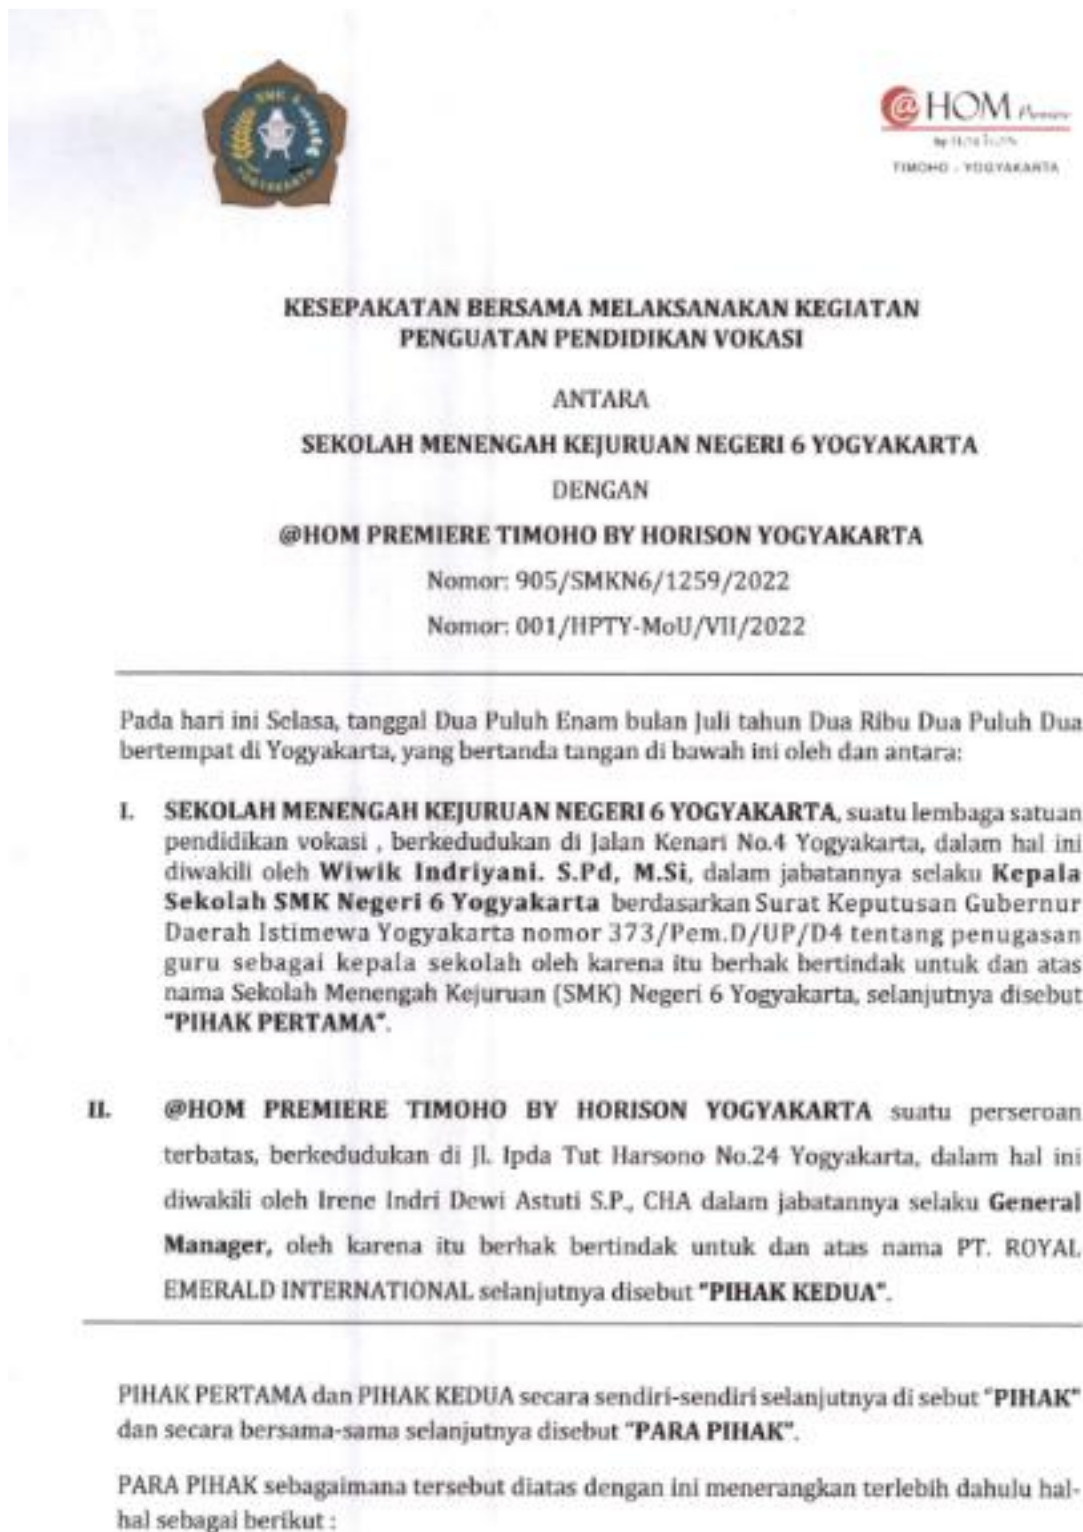 SMK 6
YOGYAKARTA
@HOM Premiere
by
TIMOHO - YOGYAKARTA
KESEPAKATAN BERSAMA MELAKSANAKAN KEGIATAN
PENGUATAN PENDIDIKAN VOKASI
ANTARA
SEKOLAH MENENGAH KEJURUAN NEGERI 6 YOGYAKARTA
DENGAN
@HOM PREMIERE TIMOHO BY HORISON YOGYAKARTA
Nomor: 905/SMKN6/1259/2022
Nomor: 001/HPTY-MoU/VII/2022
Pada hari ini Selasa, tanggal Dua Puluh Enam bulan Juli tahun Dua Ribu Dua Puluh Dua
bertempat di Yogyakarta, yang bertanda tangan di bawah ini oleh dan antara:
I. SEKOLAH MENENGAH KEJURUAN NEGERI 6 YOGYAKARTA, suatu lembaga satuan
pendidikan vokasi , berkedudukan di Jalan Kenari No.4 Yogyakarta, dalam hal ini
diwakili oleh Wiwik Indriyani. S.Pd, M.Si, dalam jabatannya selaku Kepala
Sekolah SMK Negeri 6 Yogyakarta berdasarkan Surat Keputusan Gubernur
Daerah Istimewa Yogyakarta nomor 373/Pem.D/UP/D4 tentang penugasan
guru sebagai kepala sekolah oleh karena itu berhak bertindak untuk dan atas
nama Sekolah Menengah Kejuruan (SMK) Negeri 6 Yogyakarta, selanjutnya disebut
"PIHAK PERTAMA".
II. @HOM PREMIERE TIMOHO BY HORISON YOGYAKARTA suatu perseroan
terbatas, berkedudukan di Jl. Ipda Tut Harsono No.24 Yogyakarta, dalam hal ini
diwakili oleh Irene Indri Dewi Astuti S.P., CHA dalam jabatannya selaku General
Manager, oleh karena itu berhak bertindak untuk dan atas nama PT. ROYAL
EMERALD INTERNATIONAL selanjutnya disebut "PIHAK KEDUA".
PIHAK PERTAMA dan PIHAK KEDUA secara sendiri-sendiri selanjutnya di sebut "PIHAK"
dan secara bersama-sama selanjutnya disebut "PARA PIHAK".
PARA PIHAK sebagaimana tersebut diatas dengan ini menerangkan terlebih dahulu hal-
hal sebagai berikut :